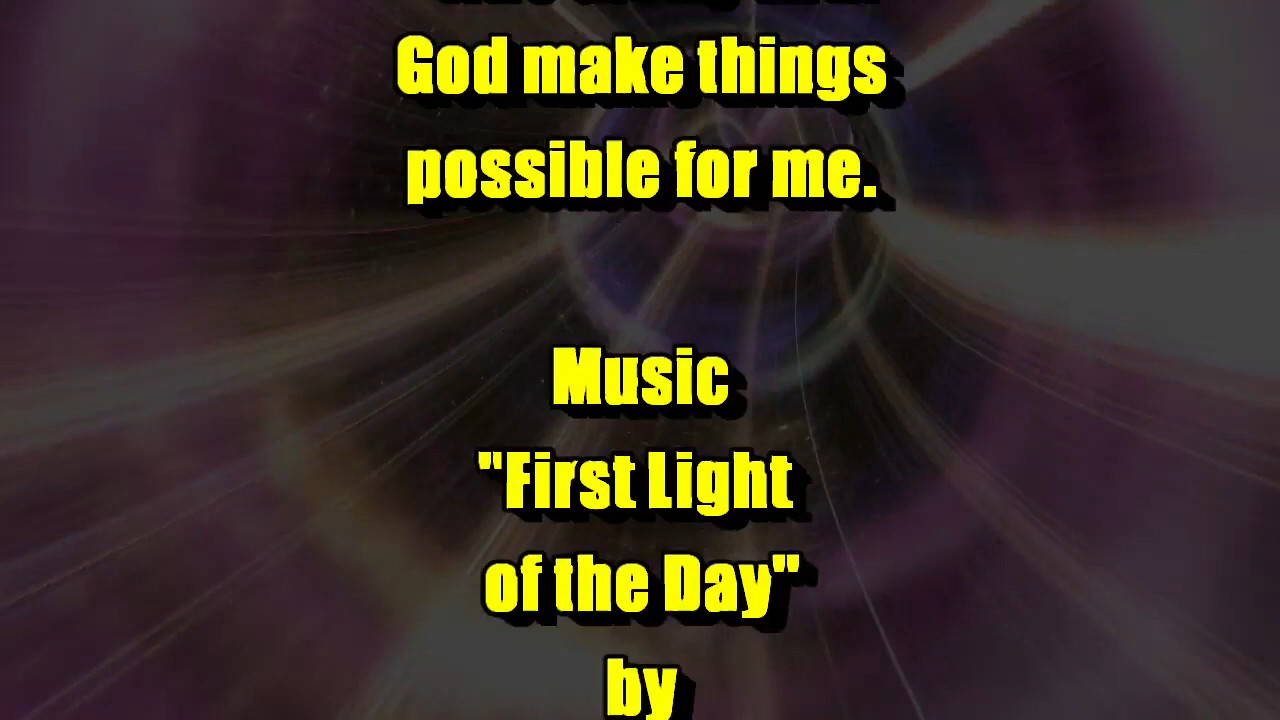 God make things
possible for me.
Music
"First Light
of the Day"
by